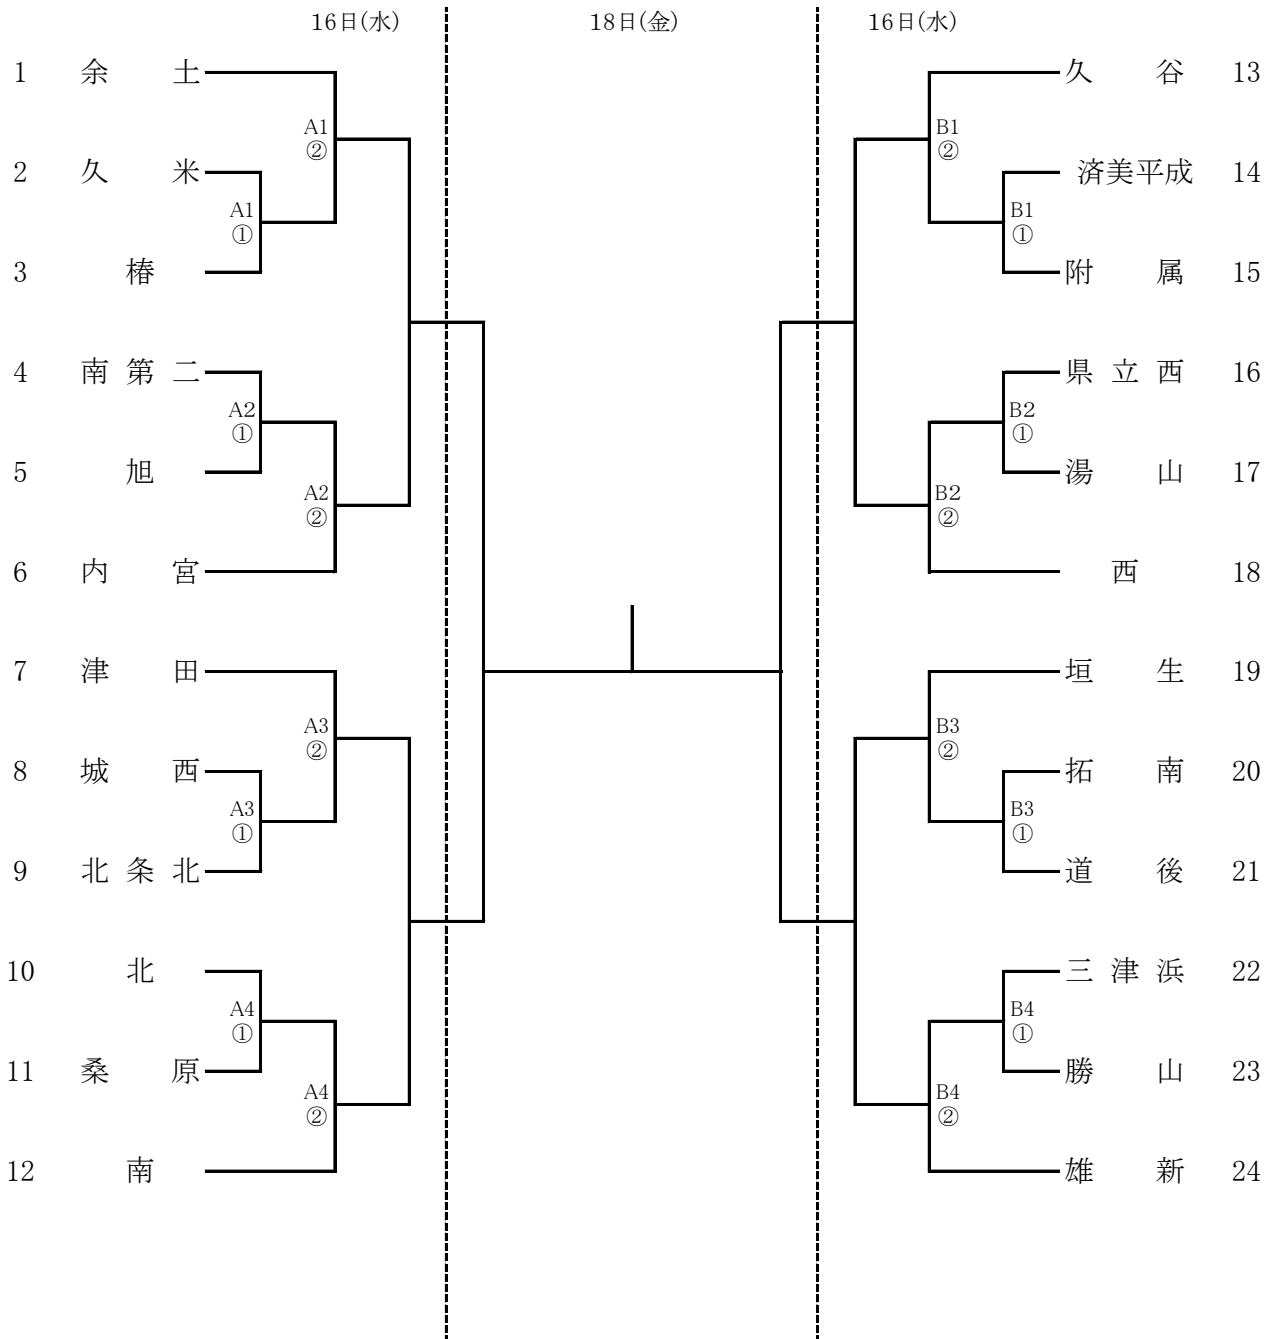 16日(水) 18日(金) 16日(水)
1 余土 久谷 13
A1 B1
② ②
2 久米 済美平成 14
A1 B1
① ①
3 椿 附属 15
4 南第二 県立西 16
A2 B2
① ①
5 旭 湯山 17
A2 B2
② ②
6 内宮 西 18
7 津田 垣生 19
A3 B3
② ②
8 城西 拓南 20
A3 B3
① ①
9 北条北 道後 21
10 北 三津浜 22
A4 B4
① ①
11 桑原 勝山 23
A4 B4
② ②
12 南 雄新 24